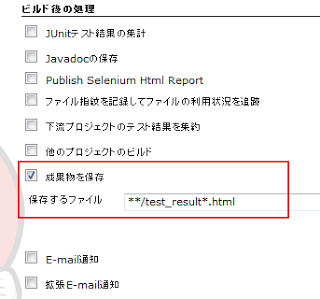 ビルド後の処理
JUnitテスト結果の集計
Javadocの保存
Publish Selenium Html Report
ファイル指紋を記録してファイルの利用状況を追跡
下流プロジェクトのテスト結果を集約
他のプロジェクトのビルド
成果物を保存
保存するファイル **/test_result*.html
E-mail通知
拡張E-mail通知